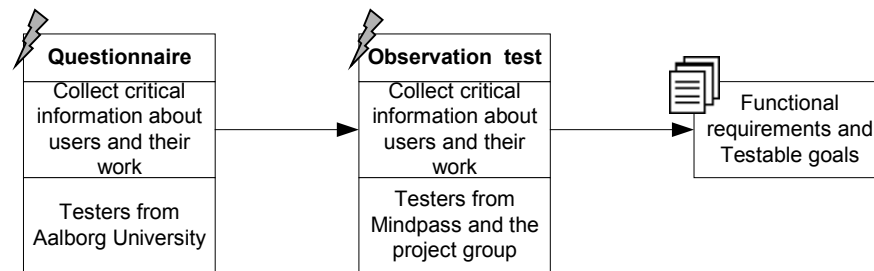 Questionnaire
Collect critical
information about
users and their
work
Testers from
Aalborg University
Observation test
Collect critical
information about
users and their
work
Testers from
Mindpass and the
project group
Functional
requirements and
Testable goals